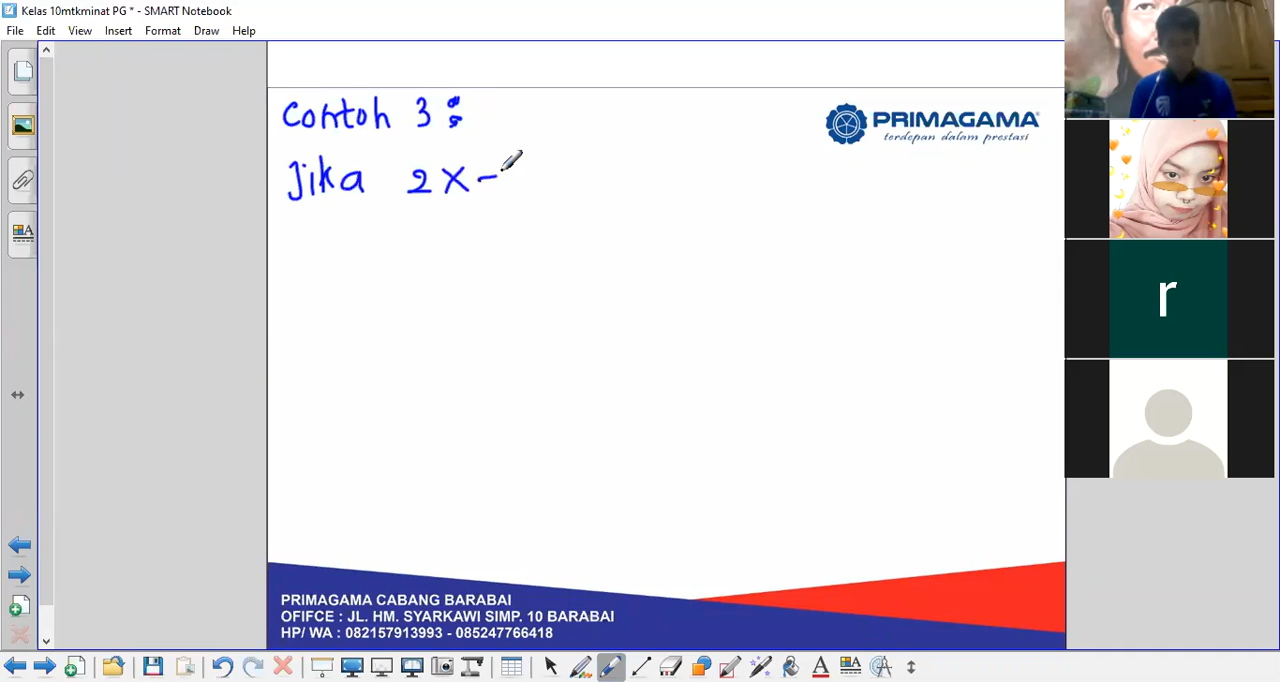 Kelas 10mtkminat PG * - SMART Notebook
File Edit View Insert Format Draw Help
Contoh 3 :
Jika 2x -
PRIMAGAMA
terdepan dalam prestasi
r
PRIMAGAMA CABANG BARABAI
OFIFCE : JL. HM. SYARKAWI SIMP. 10 BARABAI
HP/ WA : 082157913993 - 085247766418